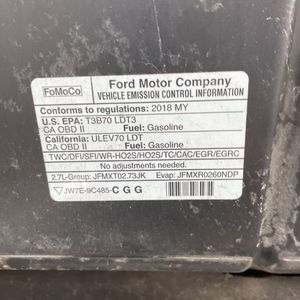 FoMoCo
Ford Motor Company
VEHICLE EMISSION CONTROL INFORMATION
Conforms to regulations: 2018 MY
U.S. EPA: T3B70 LDT3
CA OBD II Fuel: Gasoline
California: ULEV70 LDT
CA OBD II Fuel: Gasoline
TWC/DFI/SFI/WR-HO2S/HO2S/TC/CAC/EGR/EGRC
No adjustments needed.
2.7L-Group: JFMXT02.73JK Evap: JFMXR0260NDP
JW7E-9C485-CGG